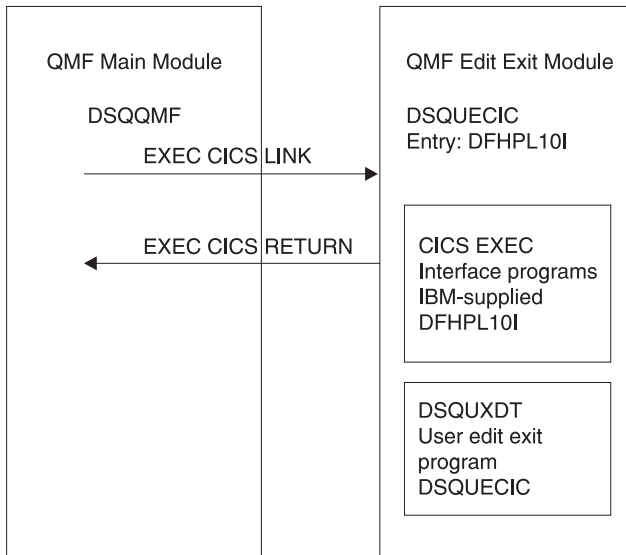 QMF Main Module
DSQQMF
EXEC CICS LINK
EXEC CICS RETURN
QMF Edit Exit Module
DSQUECIC
Entry: DFHPL10I
CICS EXEC
Interface programs
IBM-supplied
DFHPL10I
DSQUXDT
User edit exit
program
DSQUECIC